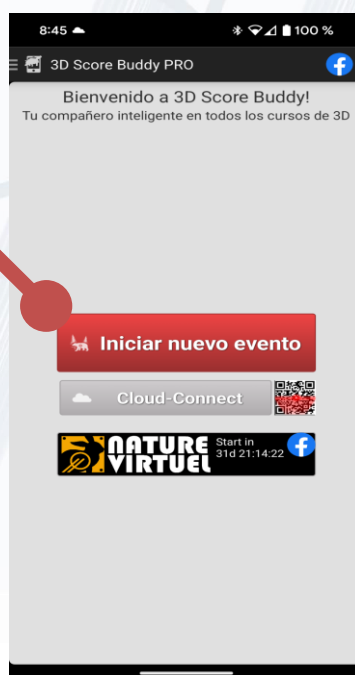 8:45
100 %
3D Score Buddy PRO
Bienvenido a 3D Score Buddy!
Tu compañero inteligente en todos los cursos de 3D
Iniciar nuevo evento
Cloud-Connect
NATURE VIRTUEL
Start in
31d 21:14:22